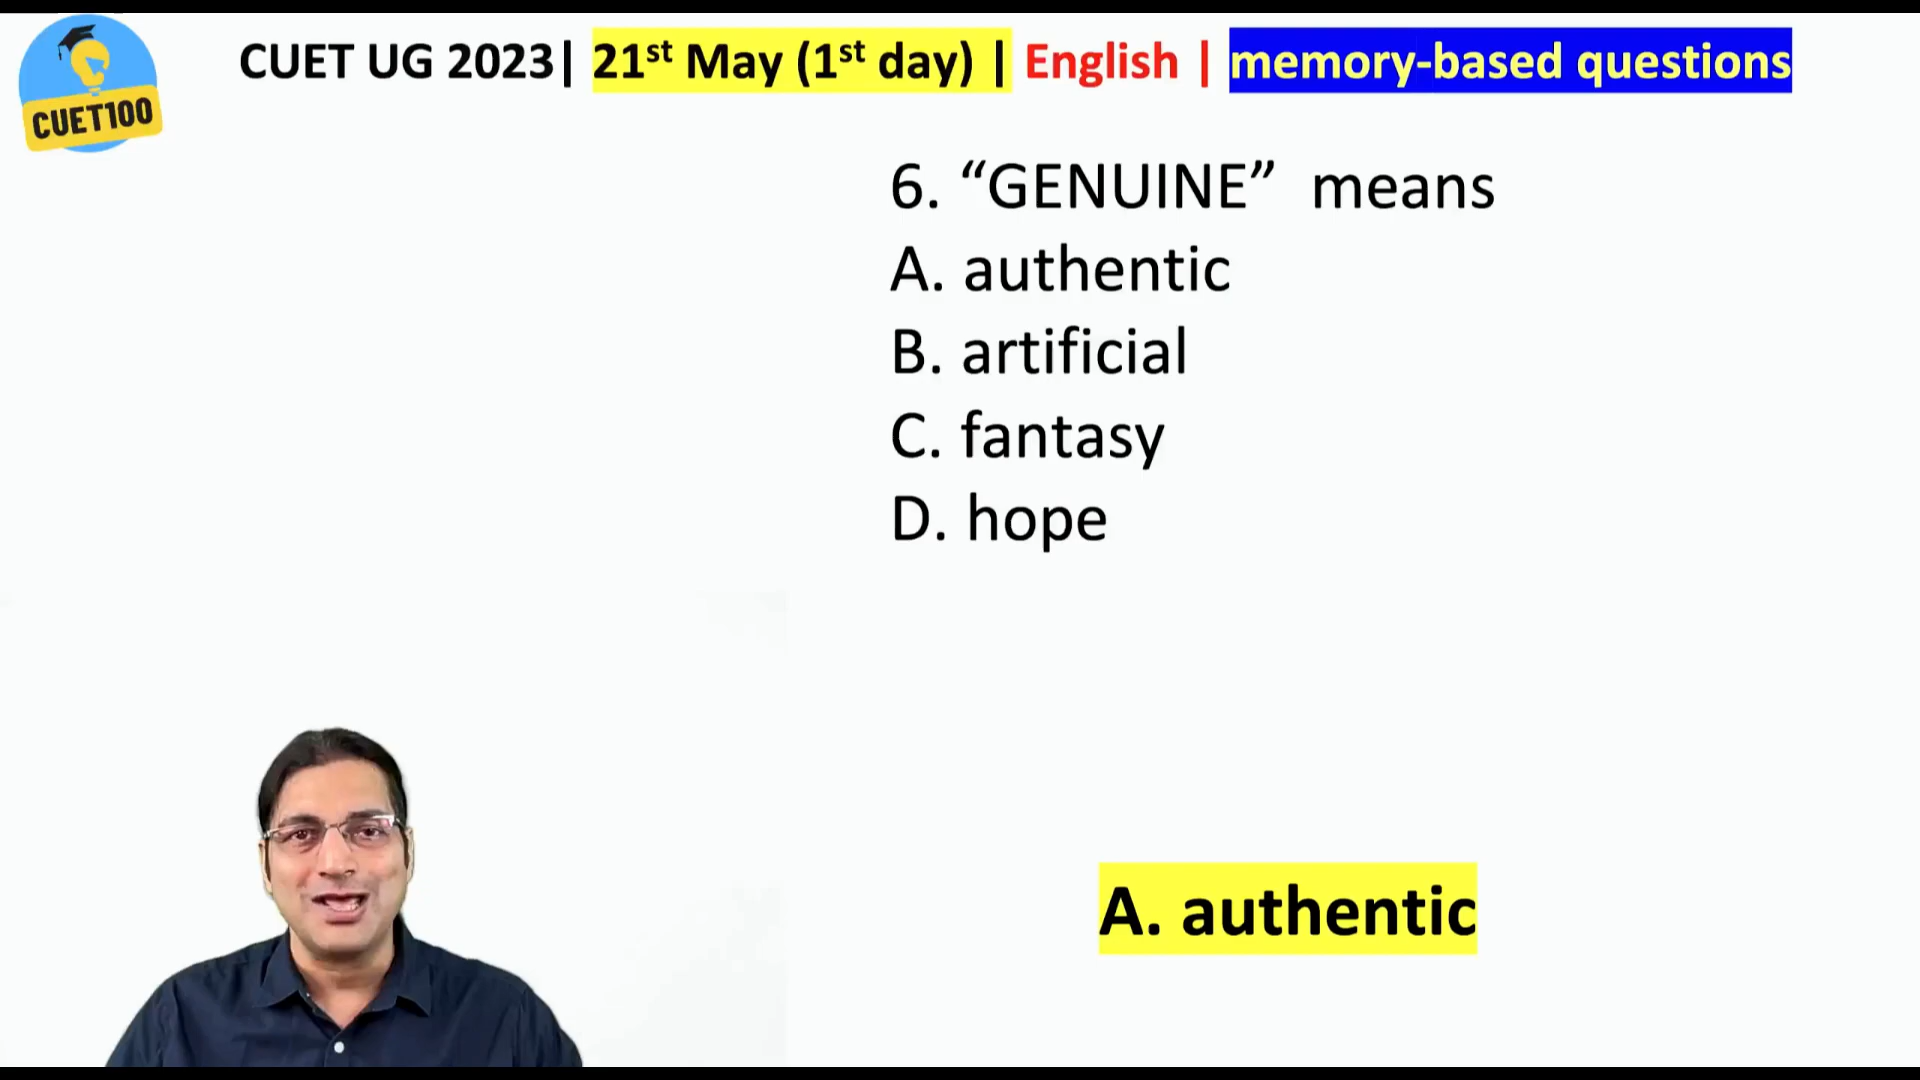 CUET UG 2023| 21st May (1st day) | English | memory-based questions
CUET100
6. “GENUINE” means
A. authentic
B. artificial
C. fantasy
D. hope
A. authentic